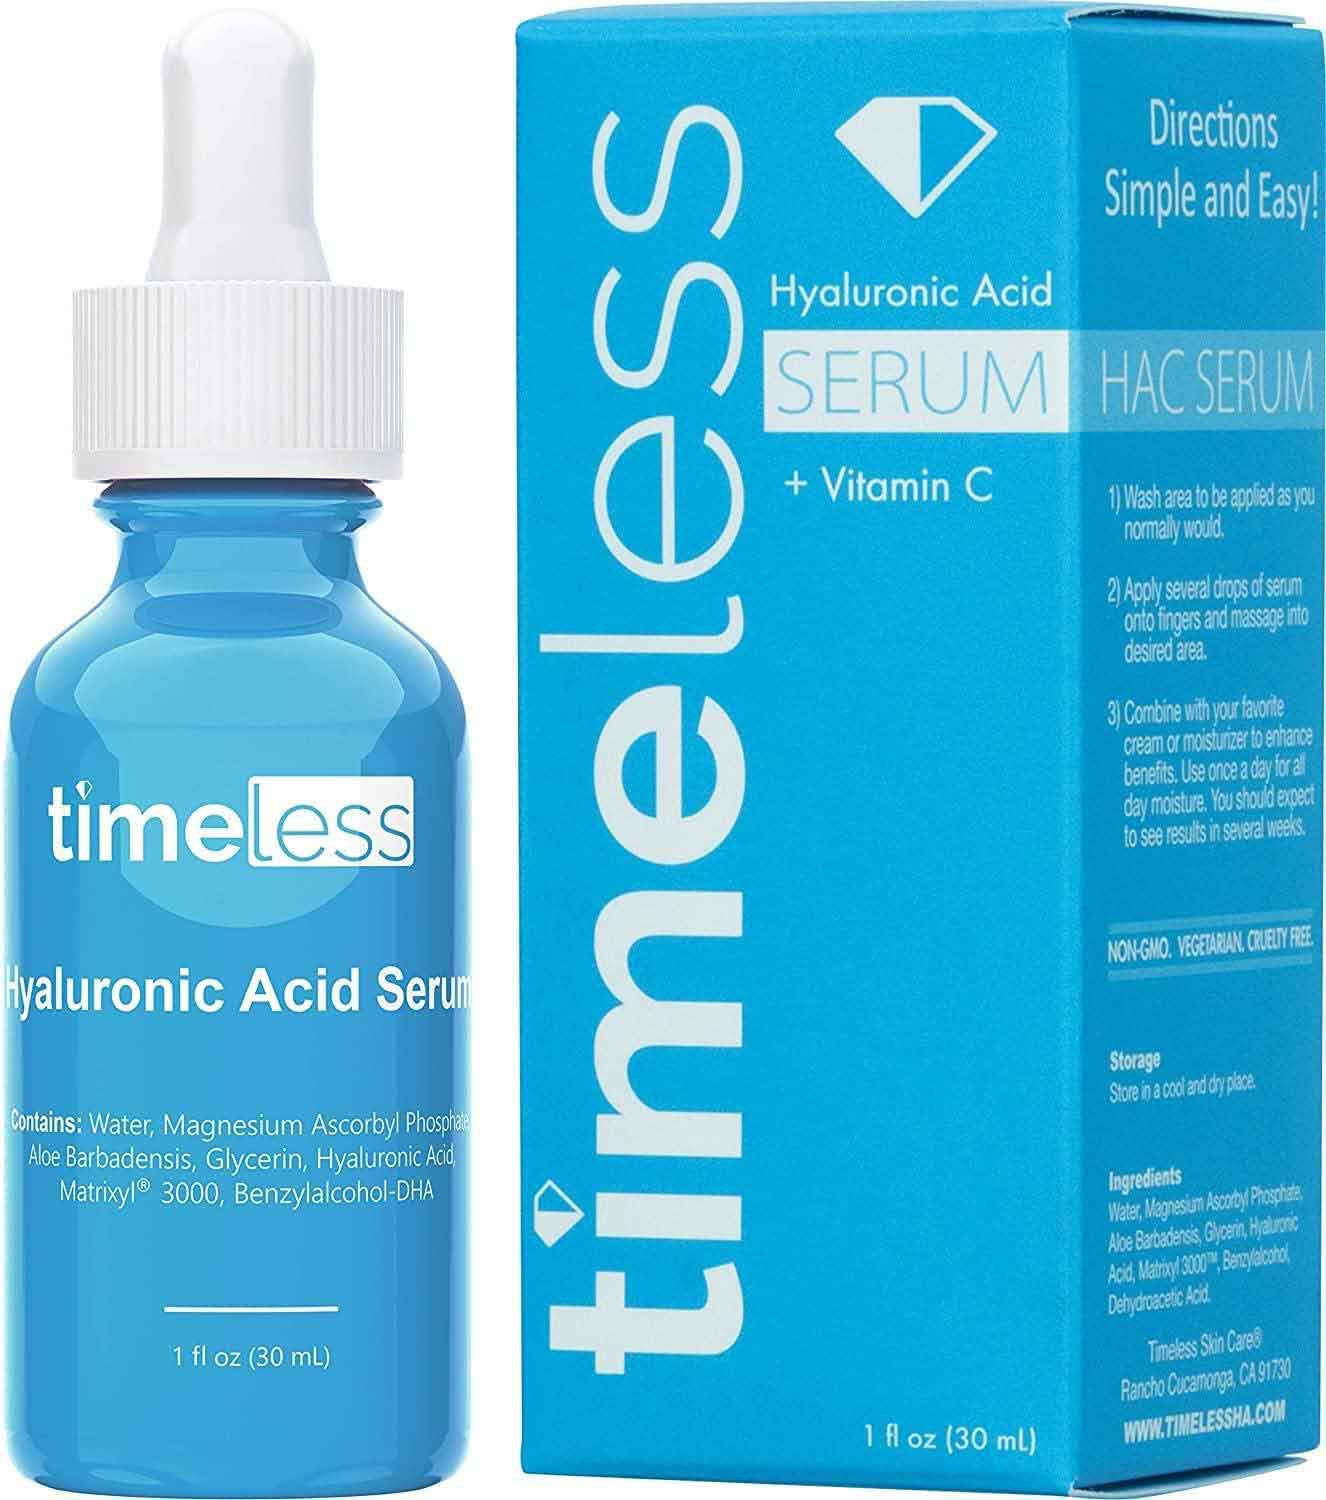 timeless
Hyaluronic Acid Serum
Contains: Water, Magnesium Ascorbyl Phosphate,
Aloe Barbadensis, Glycerin, Hyaluronic Acid,
Matrixyl® 3000, Benzylalcohol-DHA
1 fl oz (30 mL)
timeless
Hyaluronic Acid
SERUM
+ Vitamin C
1 fl oz (30 mL)
Directions
Simple and Easy!
HAC SERUM
1) Wash area to be applied as you
normally would.
2) Apply several drops of serum
onto fingers and massage into
desired area.
3) Combine with your favorite
cream or moisturizer to enhance
benefits. Use once a day for all
day moisture. You should expect
to see results in several weeks.
NON-GMO. VEGETARIAN. CRUELTY FREE.
Storage
Store in a cool and dry place.
Ingredients
Water, Magnesium Ascorbyl Phosphate,
Aloe Barbadensis, Glycerin, Hyaluronic
Acid, Matrixyl 3000™, Benzylalcohol,
Dehydroacetic Acid.
Timeless Skin Care®
Rancho Cucamonga, CA 91730
WWW.TIMELESSHA.COM